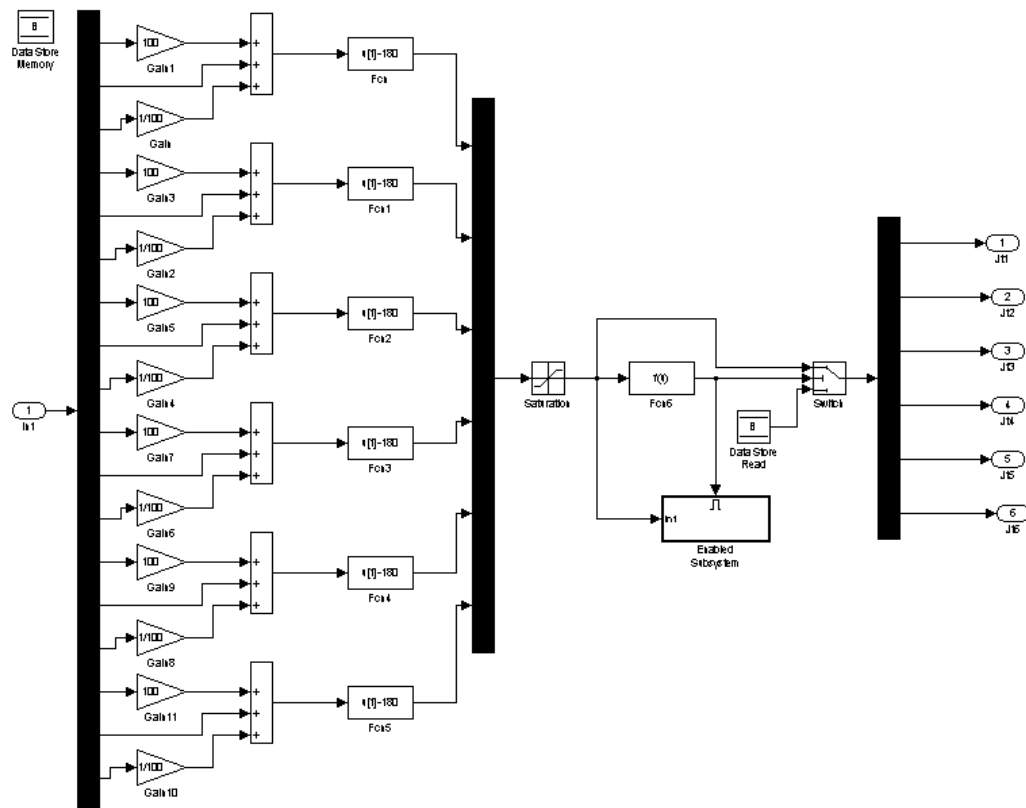 θ
Data Store
Memory
100
Gain1
1/100
Gain
+
+
+
u[1]-180
Fcn
100
Gain3
1/100
Gain2
+
+
+
u[1]-180
Fcn1
100
Gain5
1/100
Gain4
+
+
+
u[1]-180
Fcn2
1
In1
100
Gain7
1/100
Gain6
+
+
+
u[1]-180
Fcn3
100
Gain9
1/100
Gain8
+
+
+
u[1]-180
Fcn4
100
Gain11
1/100
Gain10
+
+
+
u[1]-180
Fcn5
Saturation
Fcn6
θ
Data Store
Read
Switch
In1
Enabled
Subsystem
1
Jt1
2
Jt2
3
Jt3
4
Jt4
5
Jt5
6
Jt6